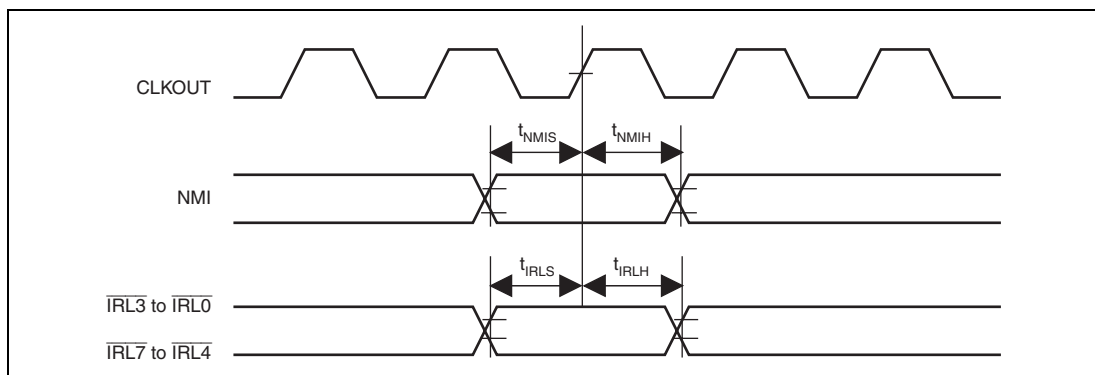 CLKOUT
tNMIS tNMIH
NMI
tIRLS tIRLH
IRL3 to IRL0
IRL7 to IRL4